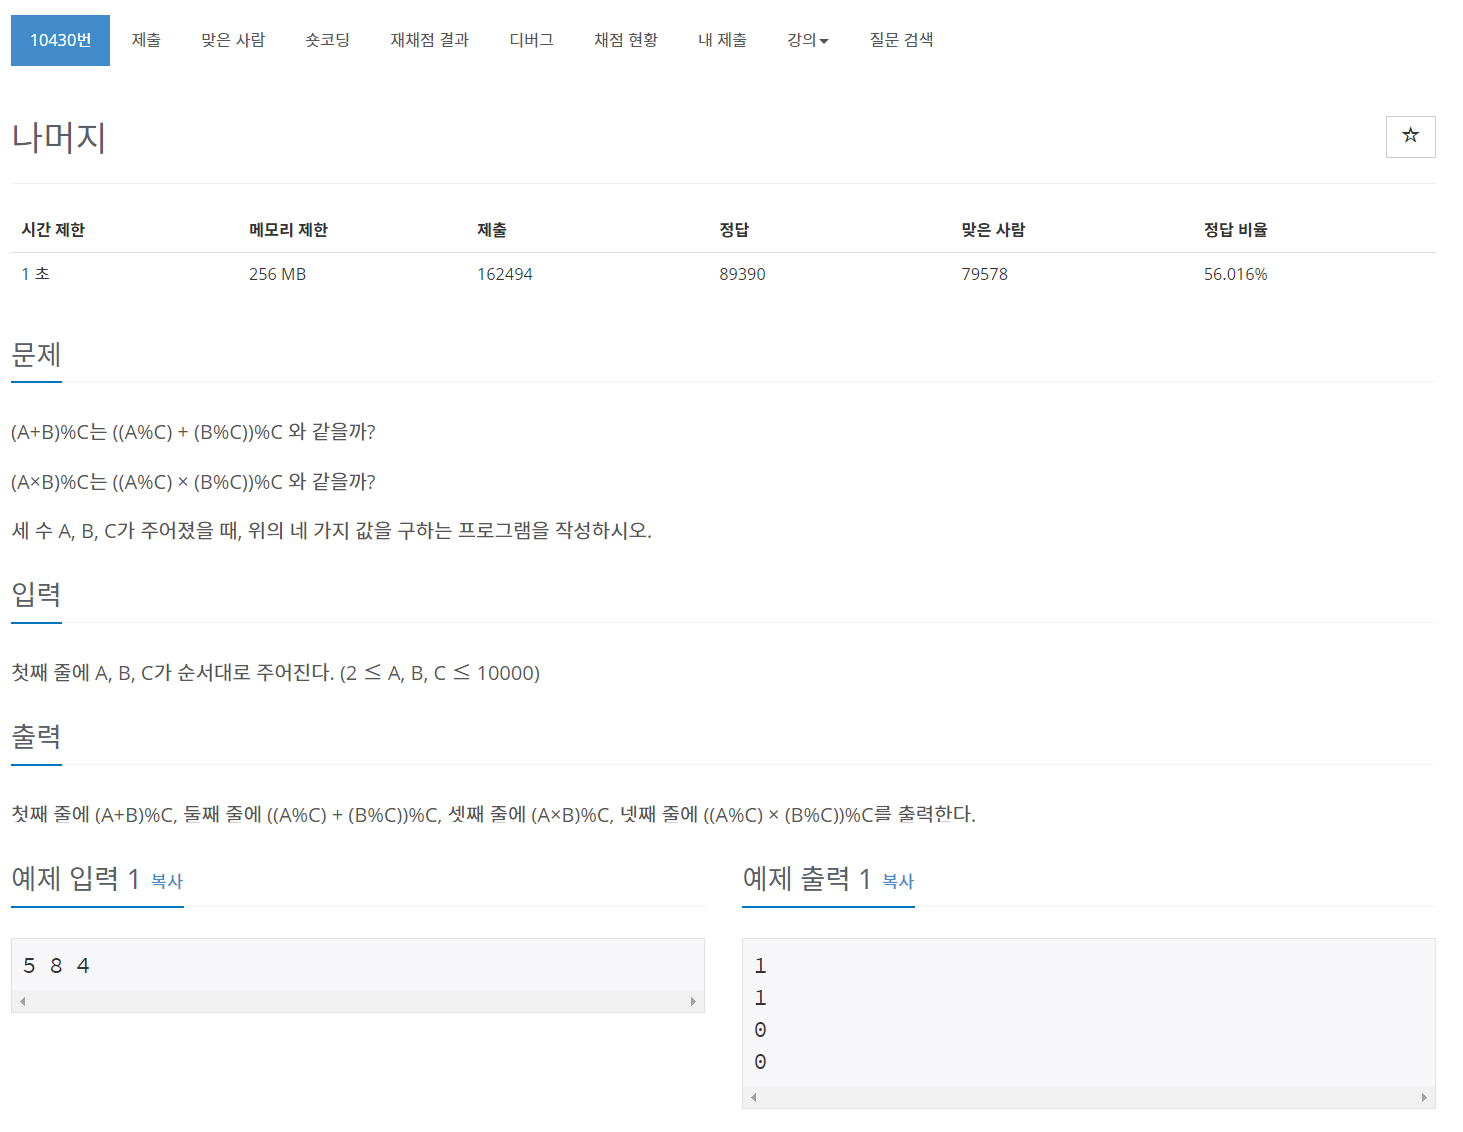 10430번 제출 맞은 사람 숏코딩 재채점 결과 디버그 채점 현황 내 제출 강의 질문 검색
나머지
시간 제한 메모리 제한 제출 정답 맞은 사람 정답 비율
1 초 256 MB 162494 89390 79578 56.016%
문제
(A+B)%C는 ((A%C) + (B%C))%C 와 같을까?
(A×B)%C는 ((A%C) × (B%C))%C 와 같을까?
세 수 A, B, C가 주어졌을 때, 위의 네 가지 값을 구하는 프로그램을 작성하시오.
입력
첫째 줄에 A, B, C가 순서대로 주어진다. (2 ≤ A, B, C ≤ 10000)
출력
첫째 줄에 (A+B)%C, 둘째 줄에 ((A%C) + (B%C))%C, 셋째 줄에 (A×B)%C, 넷째 줄에 ((A%C) × (B%C))%C를 출력한다.
예제 입력 1 복사
5 8 4
예제 출력 1 복사
1
1
0
0